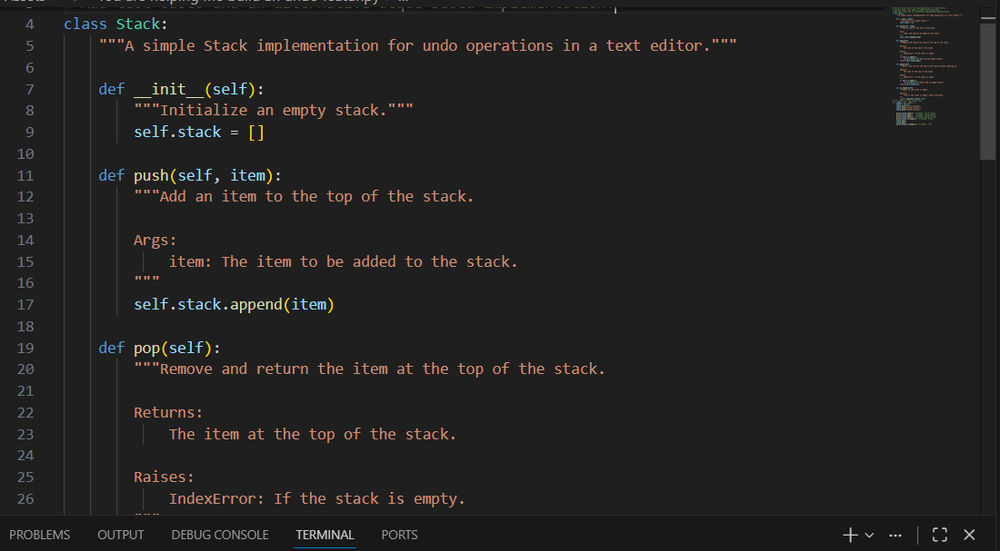 4 class Stack:
5 """A simple Stack implementation for undo operations in a text editor."""
6
7 def __init__(self):
8 """Initialize an empty stack."""
9 self.stack = []
10
11 def push(self, item):
12 """Add an item to the top of the stack.
13
14 Args:
15 item: The item to be added to the stack.
16 """
17 self.stack.append(item)
18
19 def pop(self):
20 """Remove and return the item at the top of the stack.
21
22 Returns:
23 The item at the top of the stack.
24
25 Raises:
26 IndexError: If the stack is empty.
PROBLEMS OUTPUT DEBUG CONSOLE TERMINAL PORTS